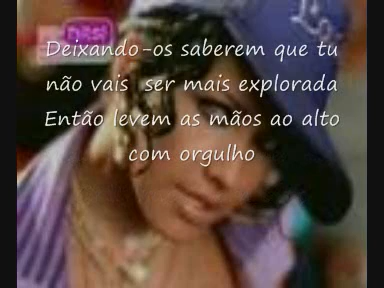 Deixando-os saberem que tu
não vais ser mais explorada
Então levem as mãos ao alto
com orgulho